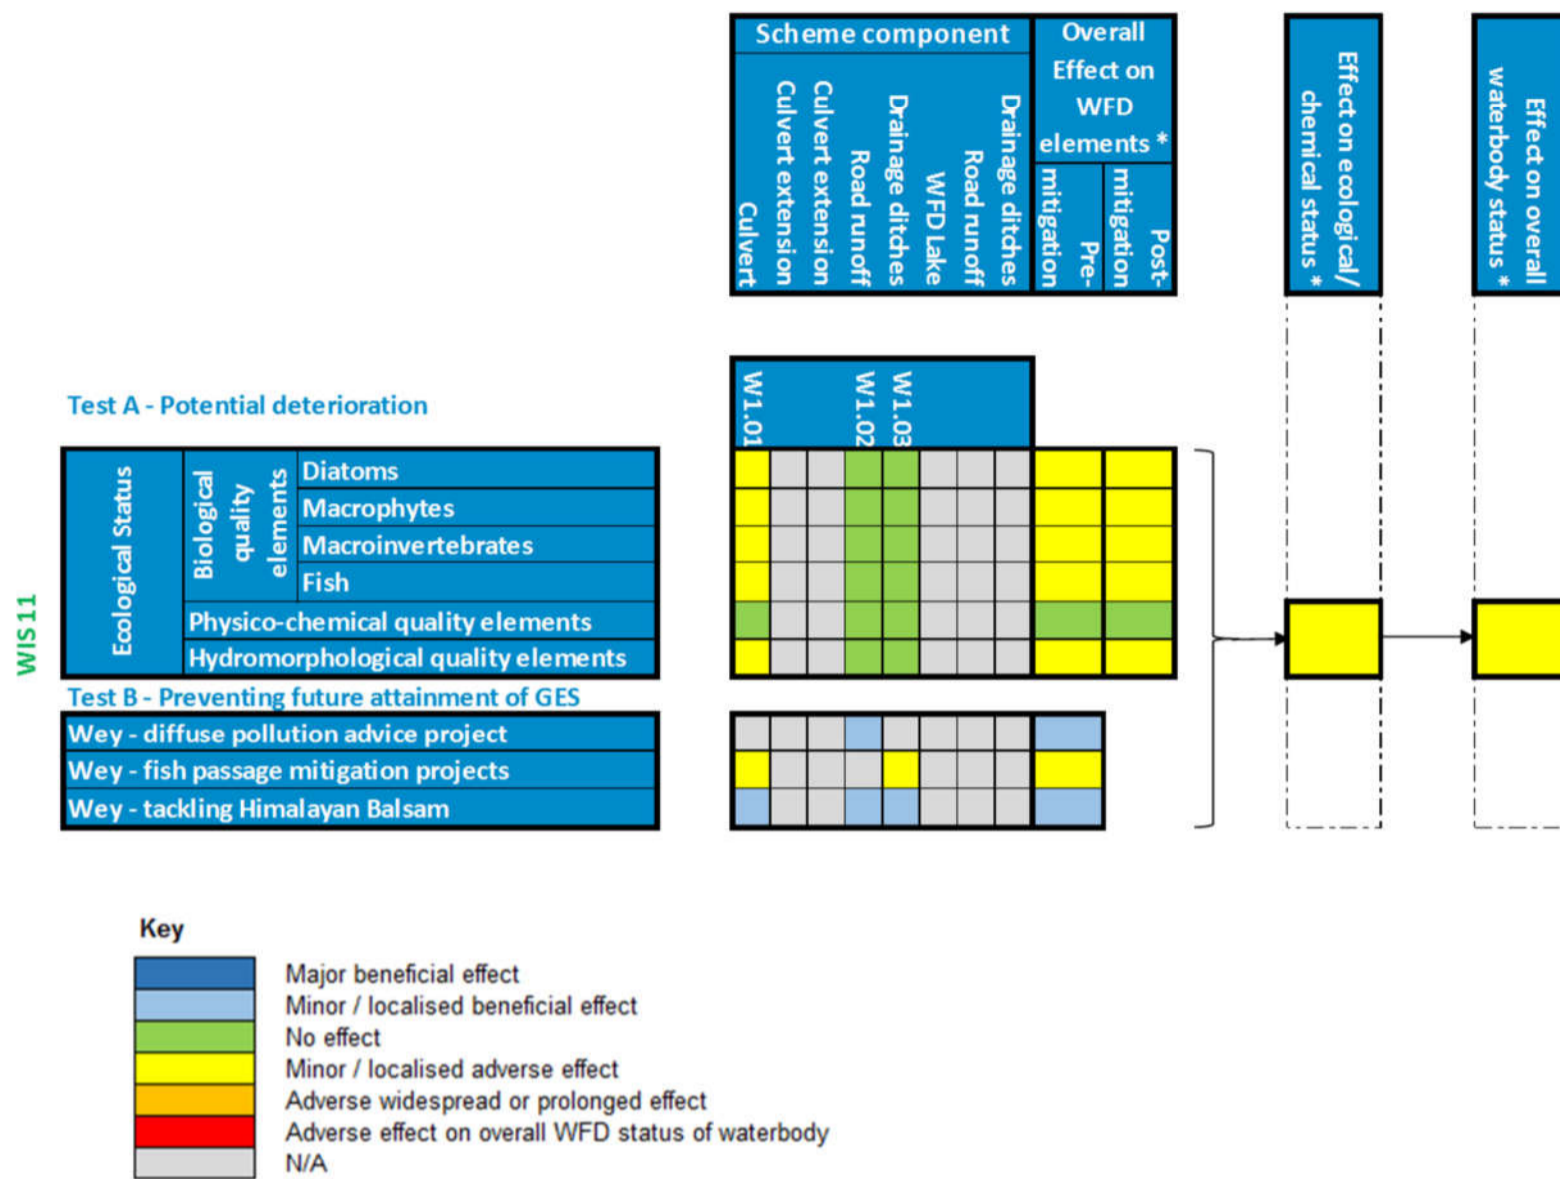 Scheme component
Overall
Effect on
WFD
elements *
Culvert
Culvert extension
Culvert extension
Road runoff
Drainage ditches
WFD Lake
Road runoff
Drainage ditches
Pre-
mitigation
Post-
mitigation
Effect on ecological/
chemical status *
Effect on overall
waterbody status *
W1.01
W1.02
W1.03
Test A - Potential deterioration
WIS11
Ecological Status
Biological
quality
elements
Diatoms
Macrophytes
Macroinvertebrates
Fish
Physico-chemical quality elements
Hydromorphological quality elements
Test B - Preventing future attainment of GES
Wey - diffuse pollution advice project
Wey - fish passage mitigation projects
Wey - tackling Himalayan Balsam
Key
Major beneficial effect
Minor / localised beneficial effect
No effect
Minor / localised adverse effect
Adverse widespread or prolonged effect
Adverse effect on overall WFD status of waterbody
N/A